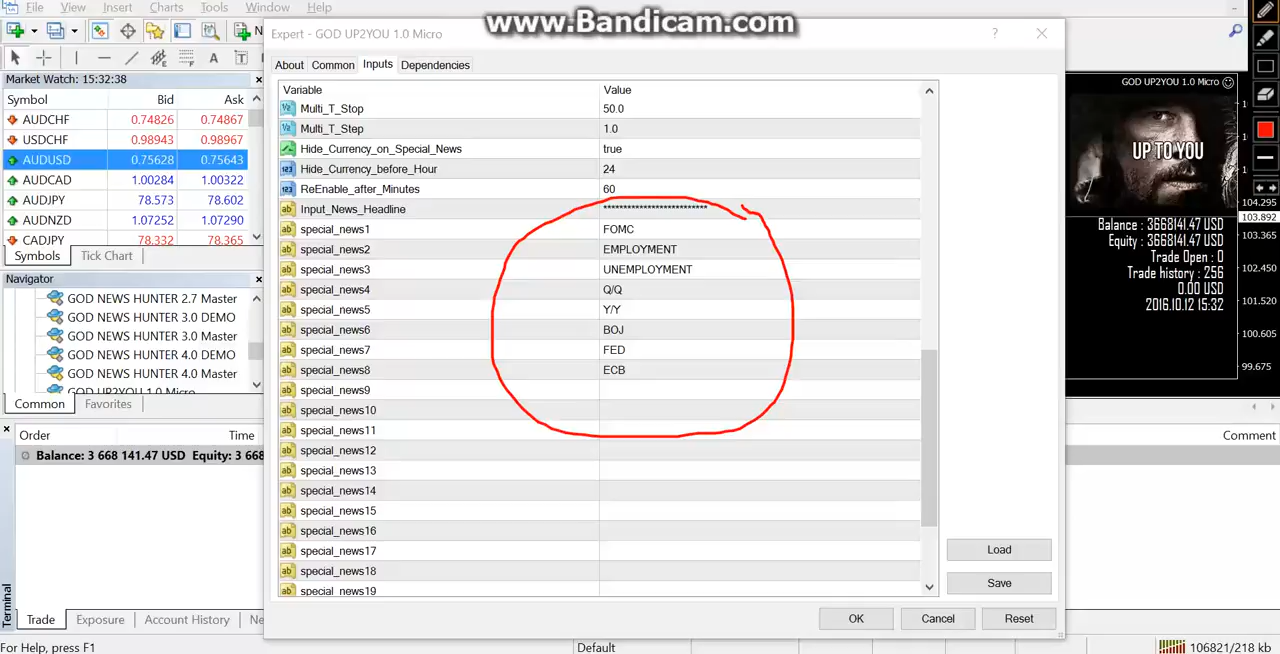 www.Bandicam.com
File View Insert Charts Tools Window Help
Expert - GOD UP2YOU 1.0 Micro
?
About Common Inputs Dependencies
Market Watch: 15:32:38
Symbol Bid Ask
AUDCHF 0.74826 0.74867
USDCHF 0.98943 0.98967
AUDUSD 0.75628 0.75643
AUDCAD 1.00284 1.00322
AUDJPY 78.573 78.602
AUDNZD 1.07252 1.07290
CADJPY 78.332 78.365
Symbols Tick Chart
Navigator
GOD NEWS HUNTER 2.7 Master
GOD NEWS HUNTER 3.0 DEMO
GOD NEWS HUNTER 3.0 Master
GOD NEWS HUNTER 4.0 DEMO
GOD NEWS HUNTER 4.0 Master
GOD UP2YOU 1.0 Micro
Common Favorites
Order Time
Balance: 3 668 141.47 USD Equity: 3 668
Terminal
Trade Exposure Account History Ne
For Help, press F1
Variable Value
Multi_T_Stop 50.0
Multi_T_Step 1.0
Hide_Currency_on_Special_News true
Hide_Currency_before_Hour 24
ReEnable_after_Minutes 60
Input_News_Headline **************************
special_news1 FOMC
special_news2 EMPLOYMENT
special_news3 UNEMPLOYMENT
special_news4 Q/Q
special_news5 Y/Y
special_news6 BOJ
special_news7 FED
special_news8 ECB
special_news9
special_news10
special_news11
special_news12
special_news13
special_news14
special_news15
special_news16
special_news17
special_news18
special_news19
Load
Save
OK Cancel Reset
GOD UP2YOU 1.0 Micro
UP TO YOU
Balance : 3668141.47 USD
Equity : 3668141.47 USD
Trade Open : 0
Trade history : 256
0.00 USD
2016.10.12 15:32
104.295
103.892
103.365
102.450
101.520
100.605
99.675
Comment
Default
106821/218 kb